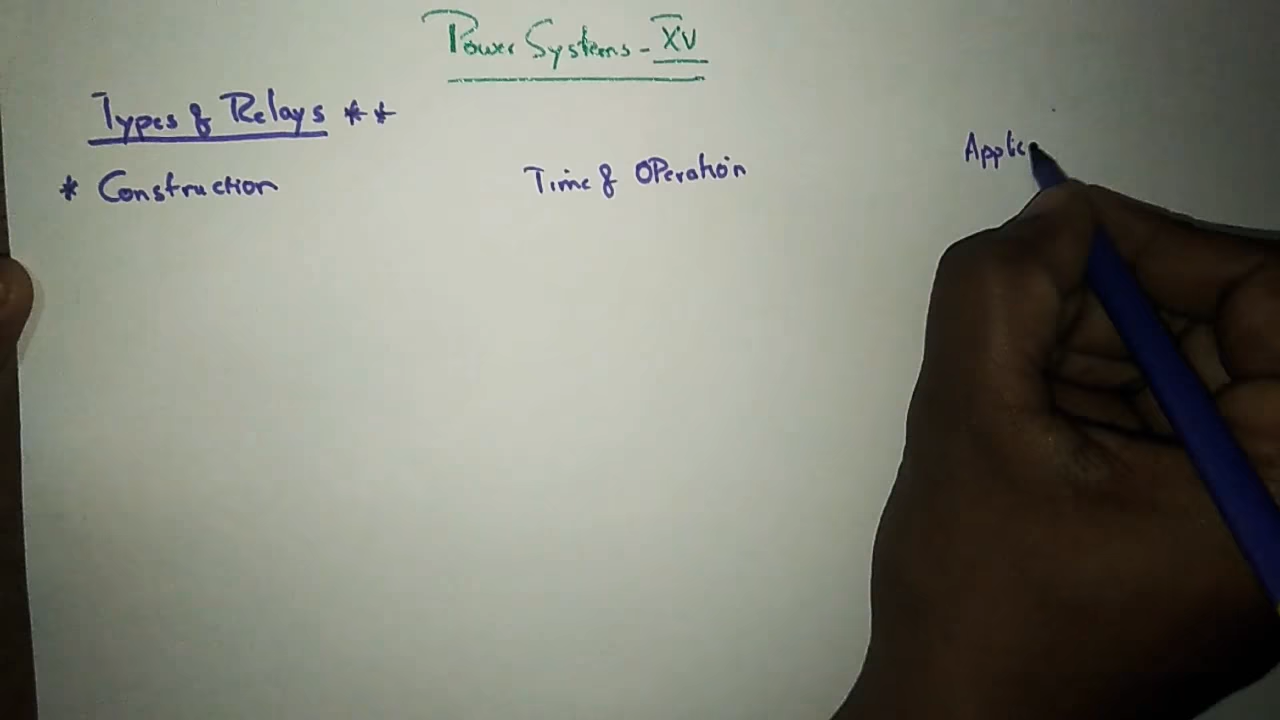 Power Systems - XV
Types of Relays **
* Construction
Time of Operation
Applic